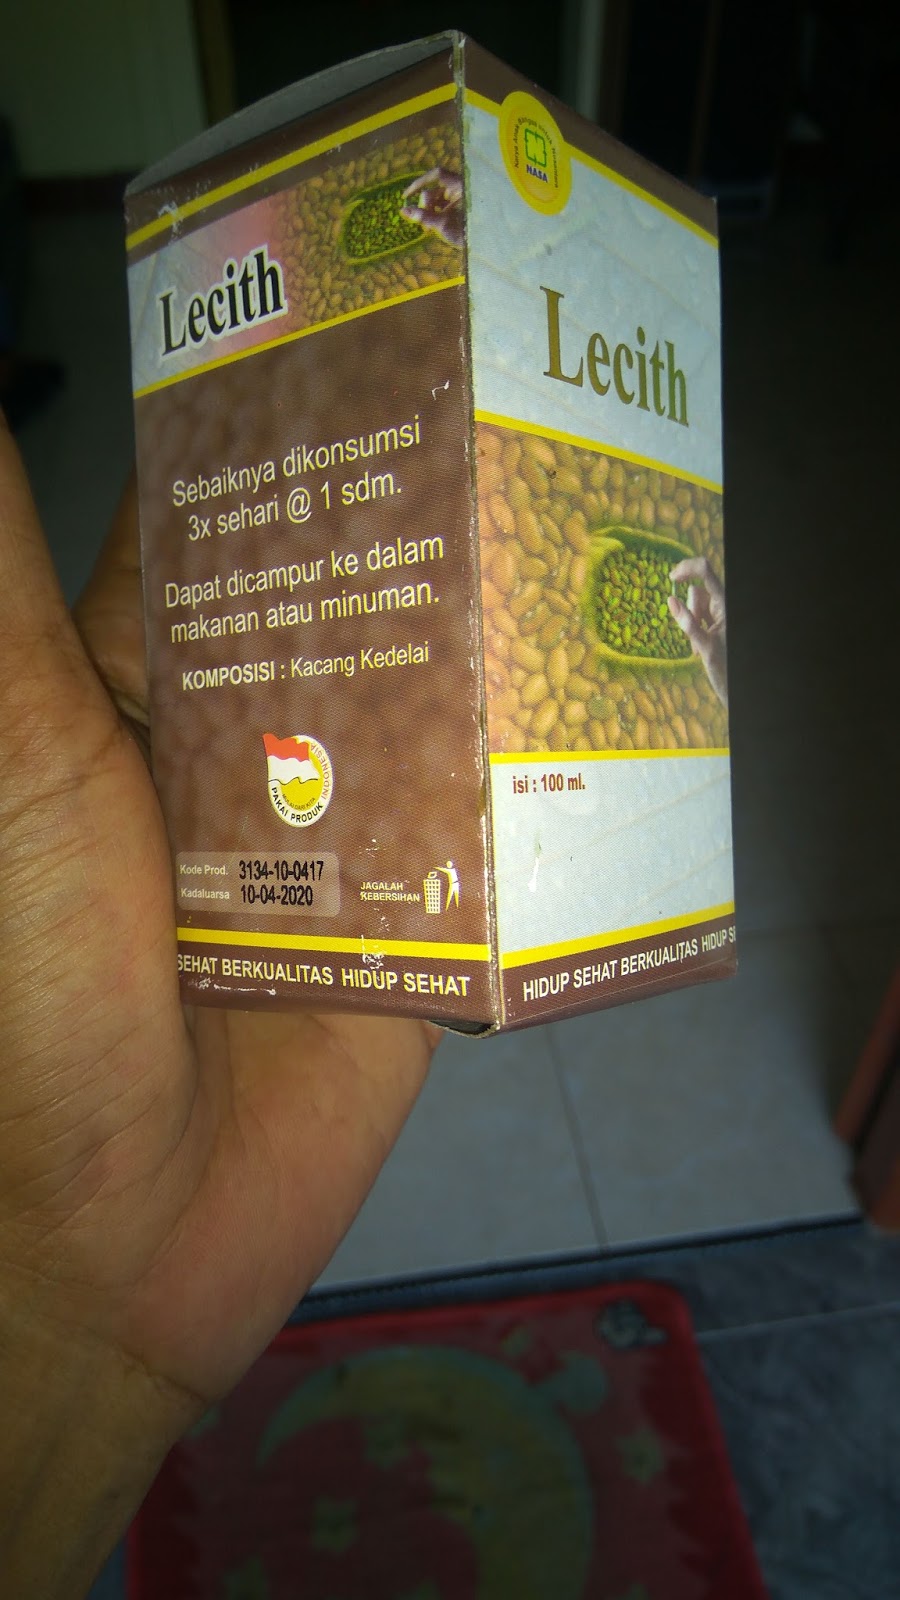 Lecith
Sebaiknya dikonsumsi
3x sehari @ 1 sdm.
Dapat dicampur ke dalam
makanan atau minuman.
KOMPOSISI : Kacang Kedelai
PAKAI PRODUK INDONESIA
Kode Prod. 3134-10-0417
Kadaluarsa 10-04-2020
JAGALAH
KEBERSIHAN
SEHAT BERKUALITAS HIDUP SEHAT
NASA
Lecith
isi : 100 ml.
HIDUP SEHAT BERKUALITAS HIDUP S